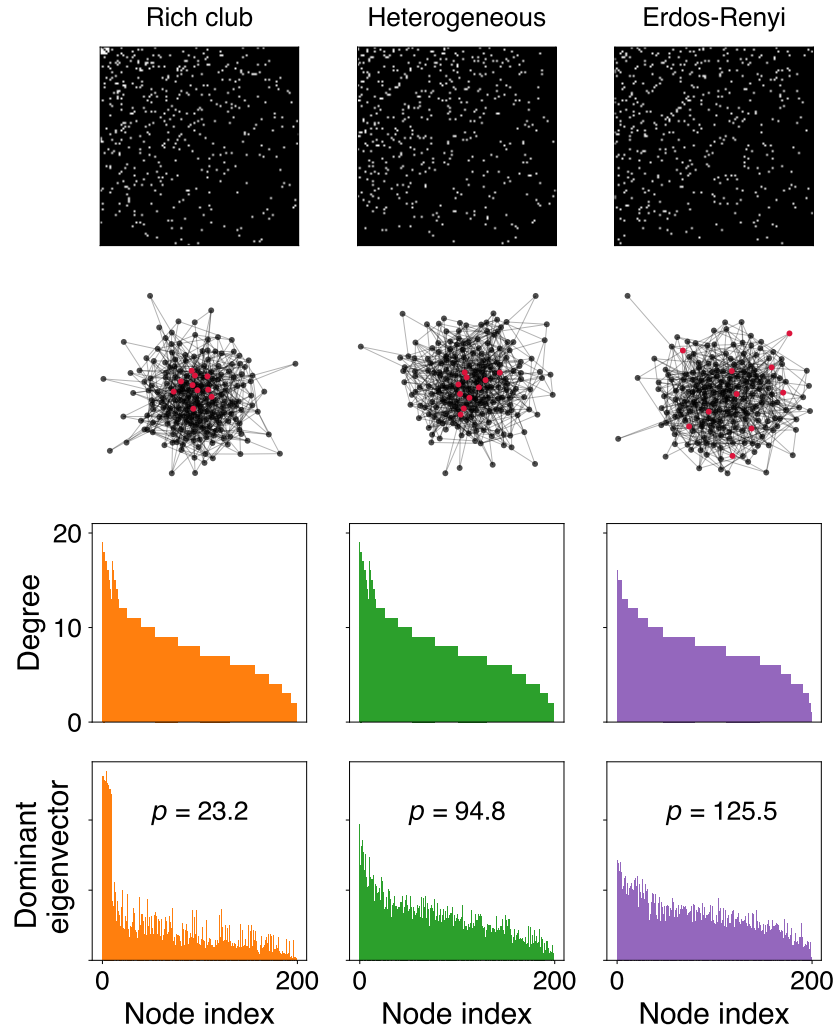 Rich club
Heterogeneous
Erdos-Renyi
Degree
20
10
0
Dominant
eigenvector
p = 23.2
p = 94.8
p = 125.5
0
200
0
200
0
200
Node index
Node index
Node index